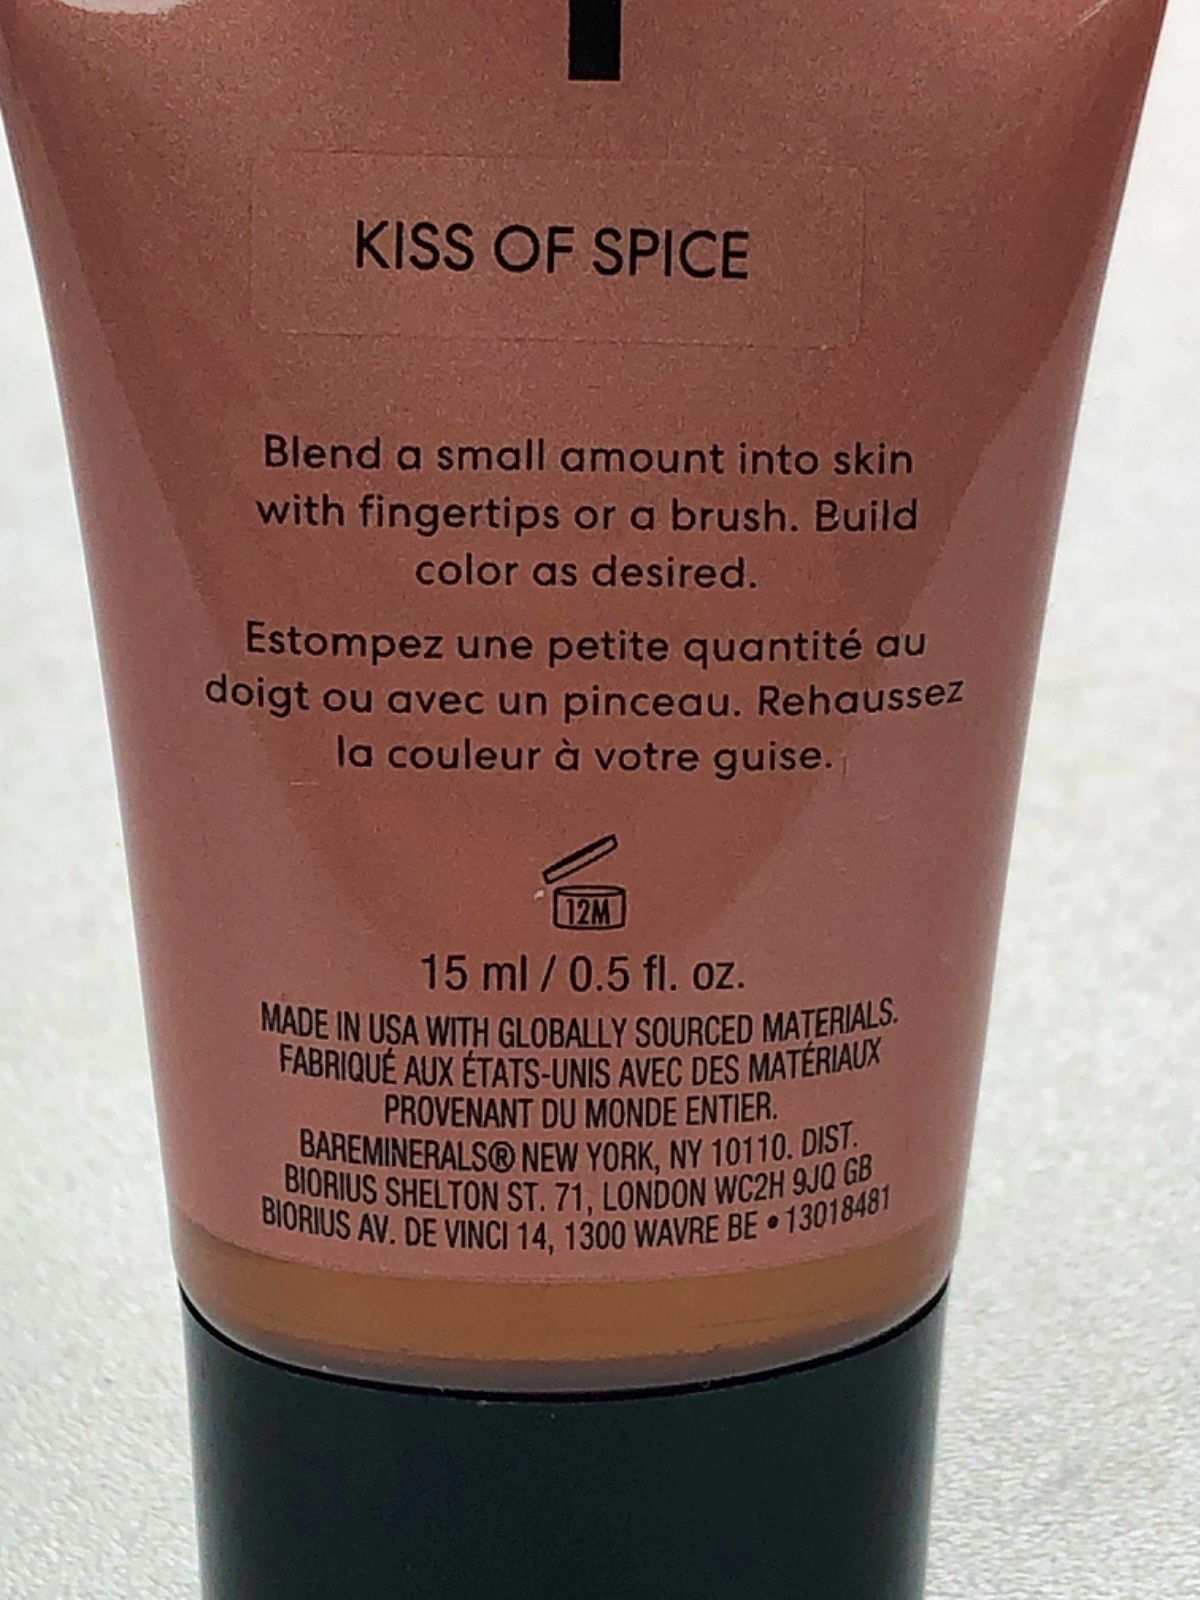 KISS OF SPICE
Blend a small amount into skin
with fingertips or a brush. Build
color as desired.
Estompez une petite quantité au
doigt ou avec un pinceau. Rehaussez
la couleur à votre guise.
12M
15 ml / 0.5 fl. oz.
MADE IN USA WITH GLOBALLY SOURCED MATERIALS.
FABRIQUÉ AUX ÉTATS-UNIS AVEC DES MATÉRIAUX
PROVENANT DU MONDE ENTIER.
BAREMINERALS® NEW YORK, NY 10110. DIST.
BIORIUS SHELTON ST. 71, LONDON WC2H 9JQ GB
BIORIUS AV. DE VINCI 14, 1300 WAVRE BE • 13018481